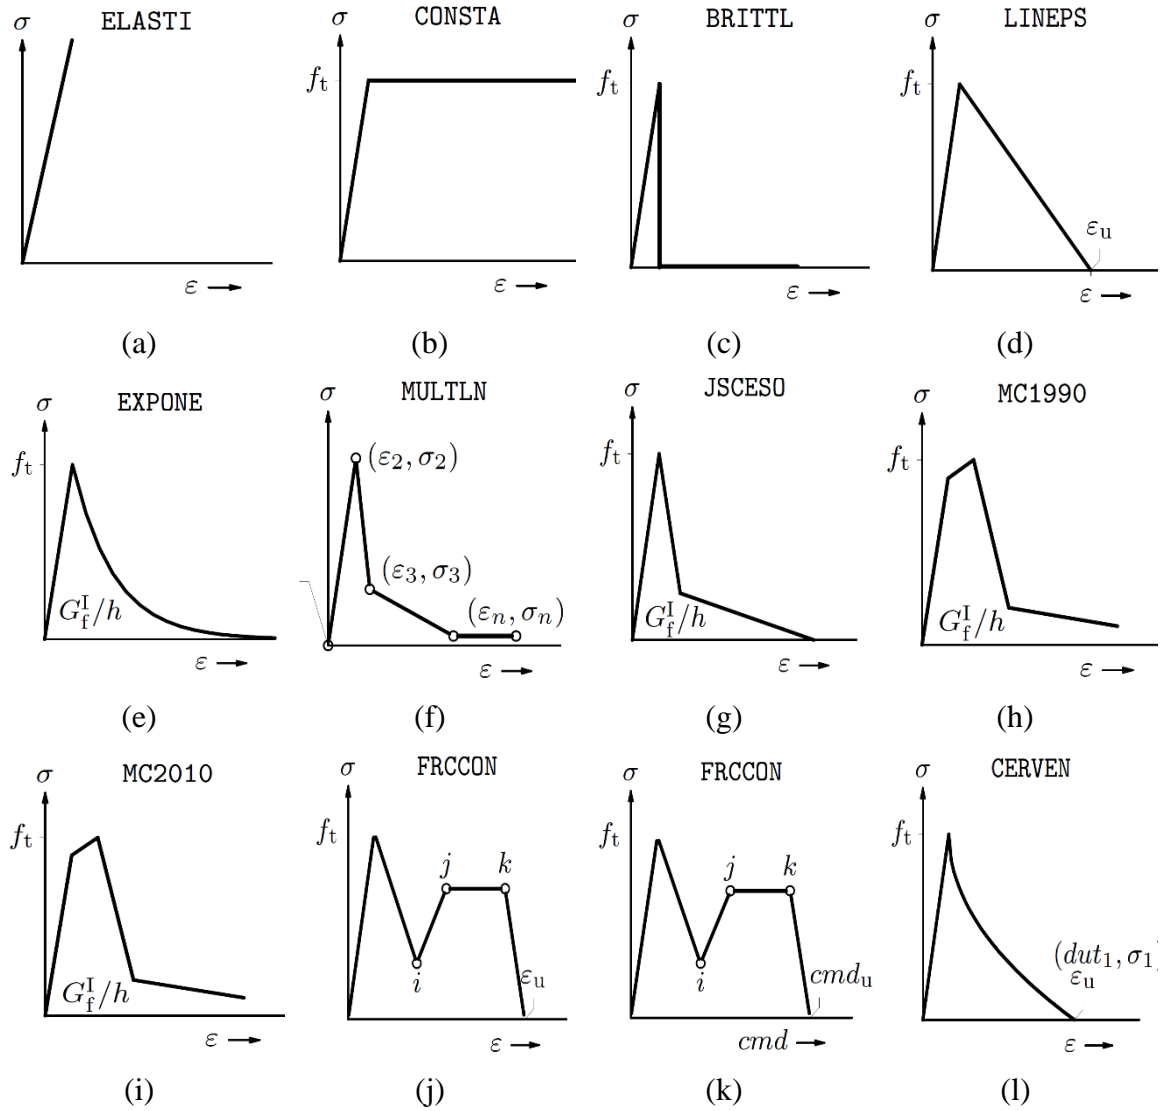 σ ELASTI
ε
(a)
σ CONSTA
f_t
ε
(b)
σ BRITTL
f_t
ε
(c)
σ LINEPS
f_t
ε_u
ε
(d)
σ EXPONE
f_t
G_f^I/h
ε
(e)
σ MULTLN
(ε_2, σ_2)
(ε_3, σ_3)
(ε_n, σ_n)
ε
(f)
σ JSCESO
f_t
G_f^I/h
ε
(g)
σ MC1990
f_t
G_f^I/h
ε
(h)
σ MC2010
f_t
G_f^I/h
ε
(i)
σ FRCCON
f_t
j k
i
ε_u
ε
(j)
σ FRCCON
f_t
j k
i
cmd_u
cmd
(k)
σ CERVEN
f_t
(dut_1, σ_1)
ε_u
ε
(l)